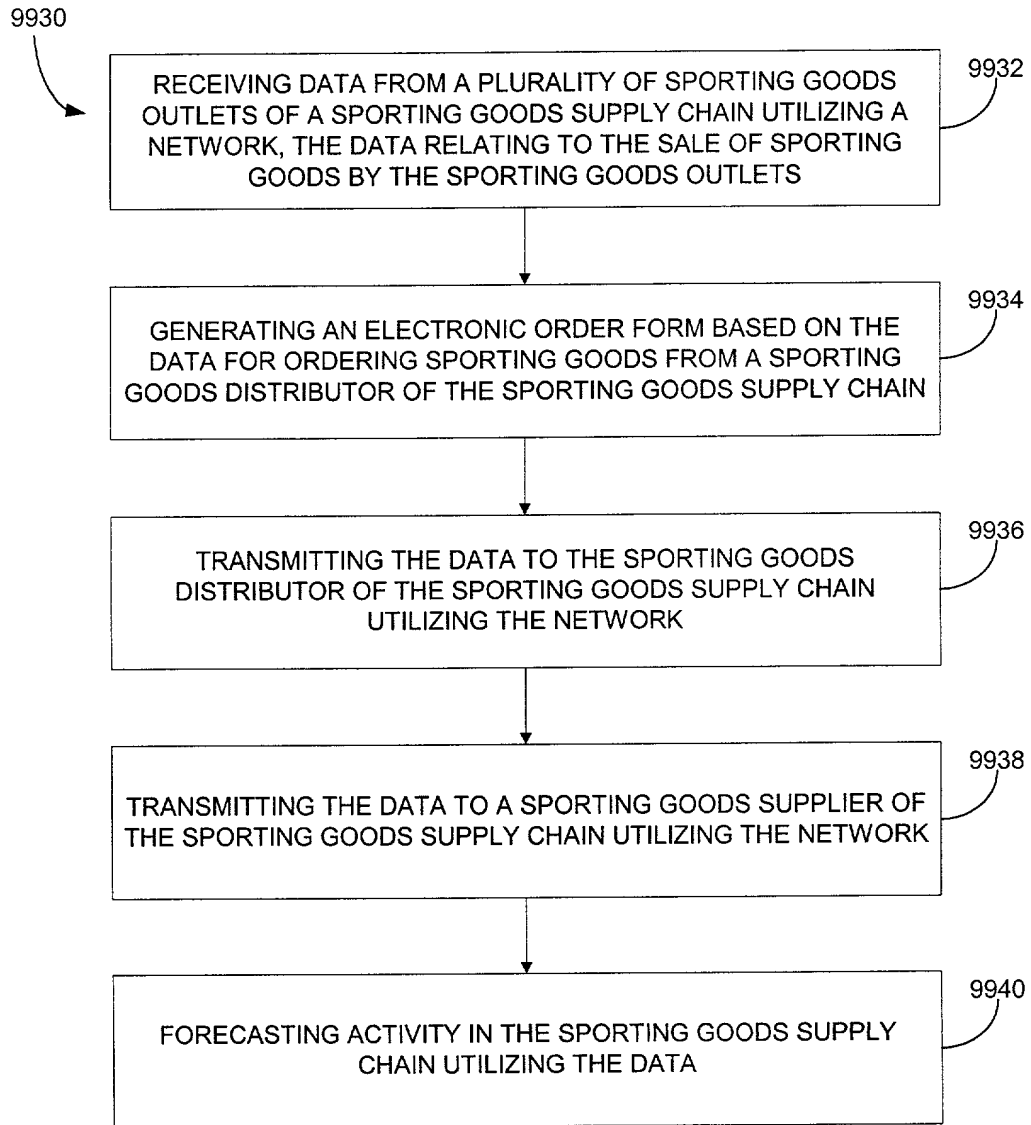 9930
RECEIVING DATA FROM A PLURALITY OF SPORTING GOODS
OUTLETS OF A SPORTING GOODS SUPPLY CHAIN UTILIZING A
NETWORK, THE DATA RELATING TO THE SALE OF SPORTING
GOODS BY THE SPORTING GOODS OUTLETS
9932
GENERATING AN ELECTRONIC ORDER FORM BASED ON THE
DATA FOR ORDERING SPORTING GOODS FROM A SPORTING
GOODS DISTRIBUTOR OF THE SPORTING GOODS SUPPLY CHAIN
9934
TRANSMITTING THE DATA TO THE SPORTING GOODS
DISTRIBUTOR OF THE SPORTING GOODS SUPPLY CHAIN
UTILIZING THE NETWORK
9936
TRANSMITTING THE DATA TO A SPORTING GOODS SUPPLIER OF
THE SPORTING GOODS SUPPLY CHAIN UTILIZING THE NETWORK
9938
FORECASTING ACTIVITY IN THE SPORTING GOODS SUPPLY
CHAIN UTILIZING THE DATA
9940